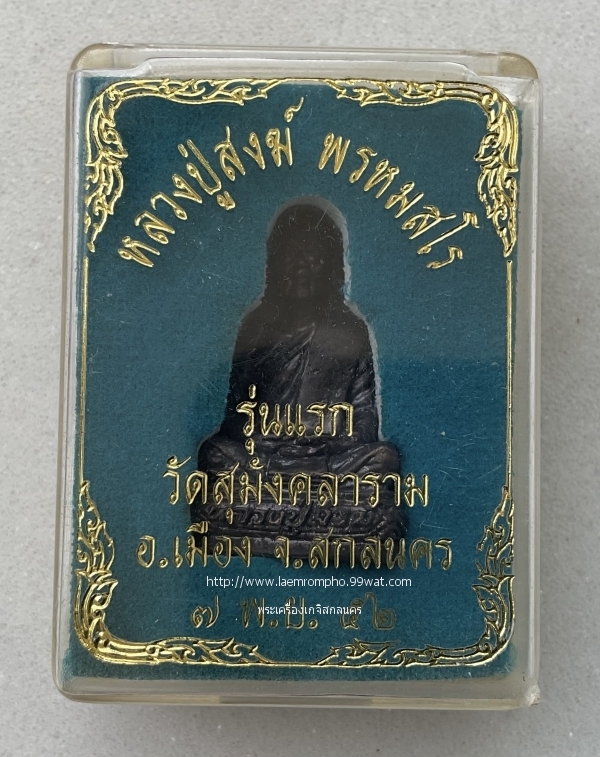 หลวงปู่สงฆ์ พรหมสโร
รุ่นแรก
วัดสุมังคลาราม
อ.เมือง จ.สกลนคร
http://www.laemrompho.99wat.com
พระเครื่องเกจิสกลนคร
๗ พ.ย. ๕๒